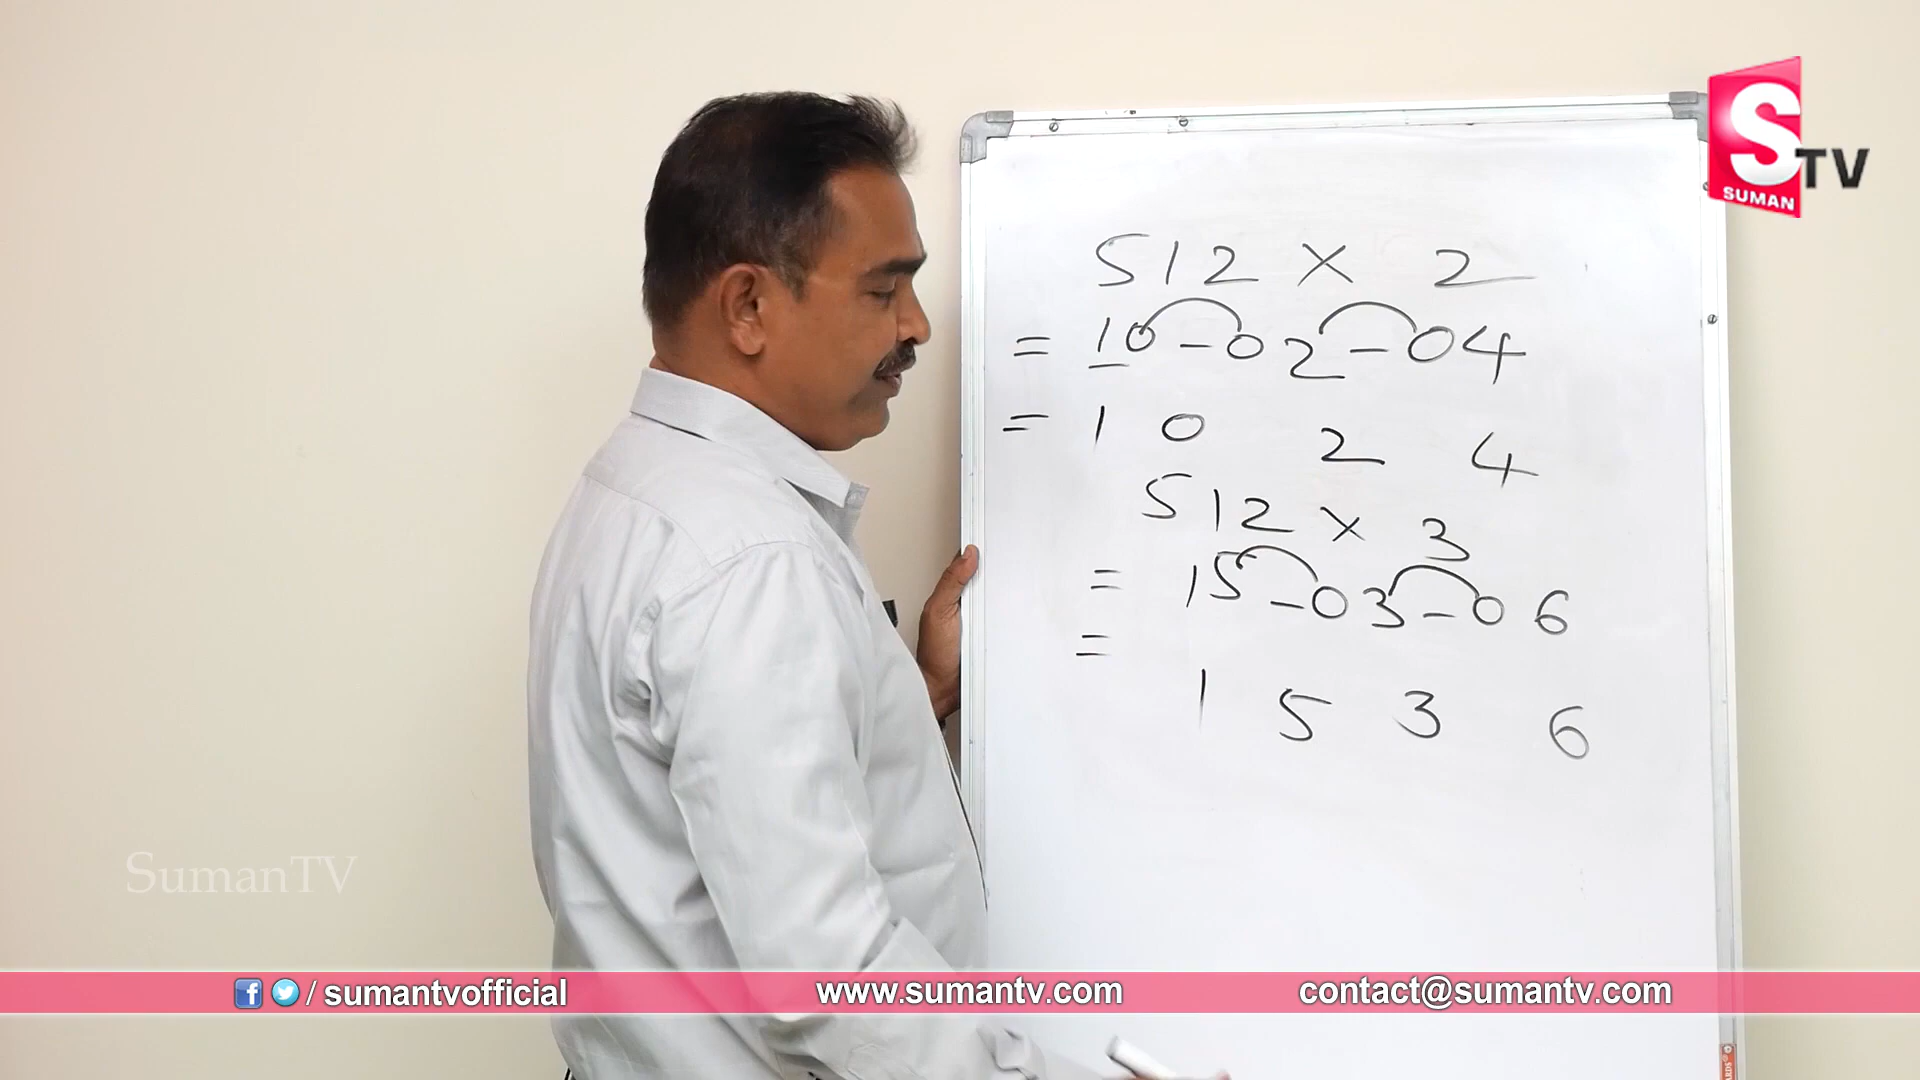 S
TV
SUMAN
512 × 2
= 10 - 02 - 04
= 1 0 2 4
512 × 3
= 15 - 03 - 06
=
1 5 3 6
SumanTV
/ sumantvofficial
www.sumantv.com
contact@sumantv.com